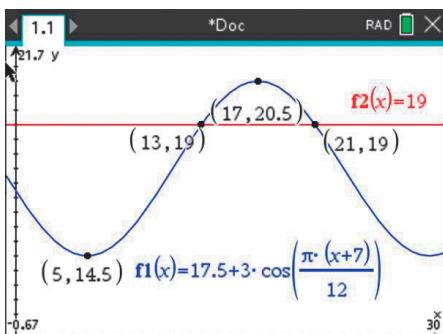 1.1 *Doc RAD
21.7 y
f2(x)=19
(17,20.5)
(13,19) (21,19)
(5,14.5) f1(x)=17.5+3·cos(π·(x+7)/12)
x
-0.67 30